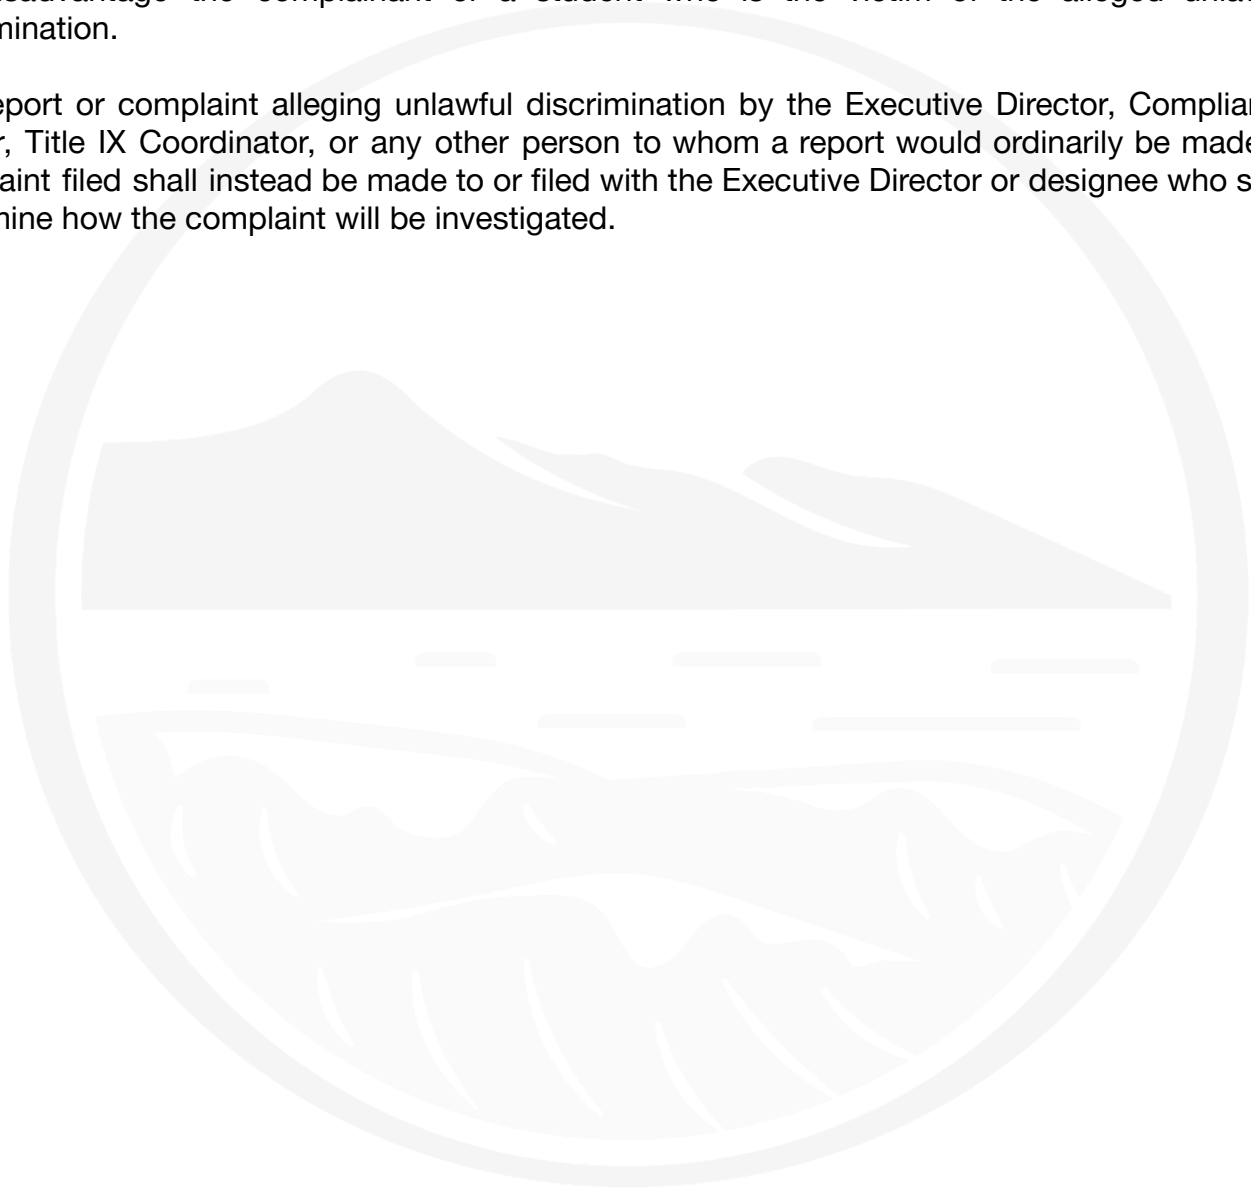 sadvantage the complainant or a student who is the victim of the alleged unla
mination.
eport or complaint alleging unlawful discrimination by the Executive Director, Complian
r, Title IX Coordinator, or any other person to whom a report would ordinarily be made
aint filed shall instead be made to or filed with the Executive Director or designee who s
mine how the complaint will be investigated.